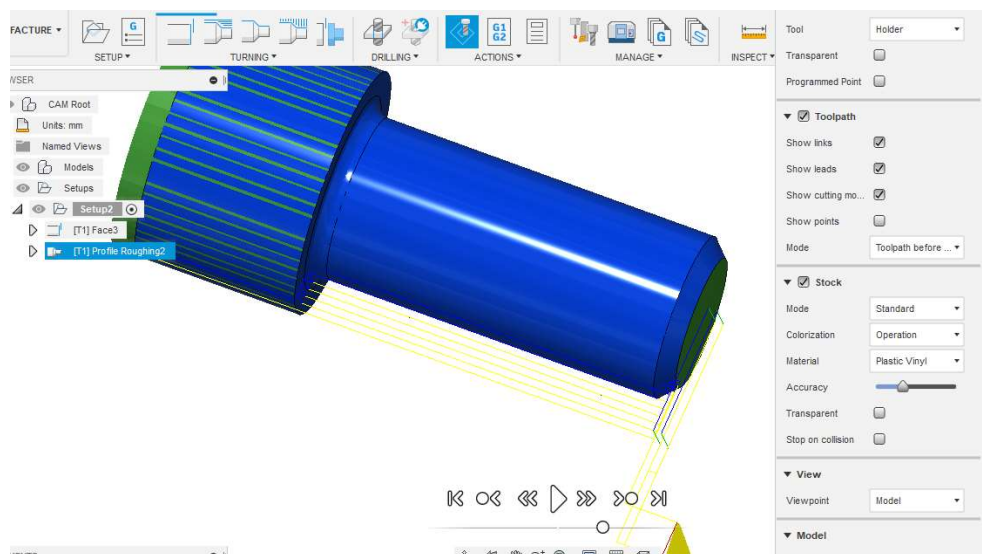 FACTURE
G
G1
G2
G
SETUP
TURNING
DRILLING
ACTIONS
MANAGE
INSPECT
WSER
CAM Root
Units: mm
Named Views
Models
Setups
Setup2
[T1] Face3
[T1] Profile Roughing2
Tool
Holder
Transparent
Programmed Point
Toolpath
Show links
Show leads
Show cutting mo...
Show points
Mode
Toolpath before ...
Stock
Mode
Standard
Colorization
Operation
Material
Plastic Vinyl
Accuracy
Transparent
Stop on collision
View
Viewpoint
Model
Model